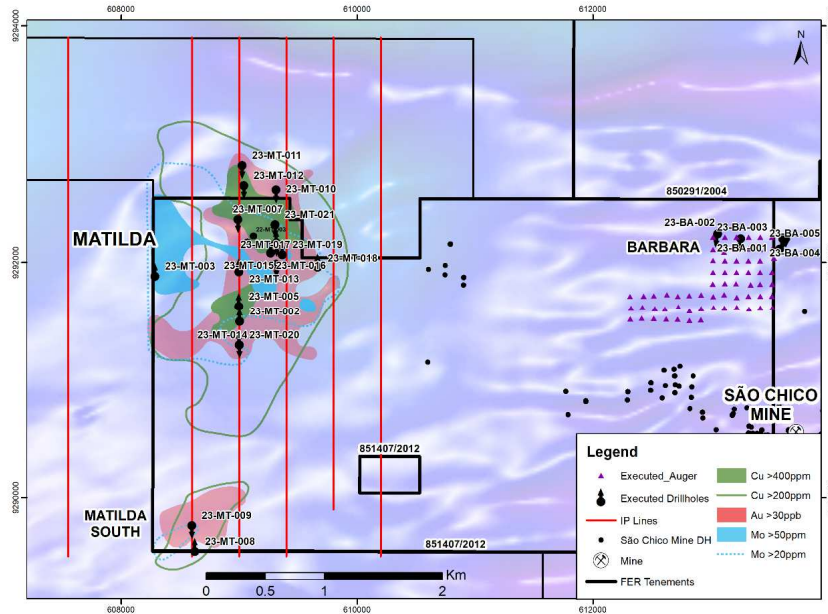 608000
610000
612000
9294000
N
23-MT-011
23-MT-012
23-MT-010
850291/2004
23-MT-007
23-MT-021
23-BA-002
23-BA-003
23-BA-005
MATILDA
BARBARA
23-MT-017
23-MT-019
23-BA-001
23-BA-004
23-MT-018
23-MT-003
23-MT-015
23-MT-016
9292000
23-MT-013
23-MT-005
23-MT-002
23-MT-014
23-MT-020
SÃO CHICO
MINE
851407/2012
9290000
MATILDA
SOUTH
23-MT-009
23-MT-008
851407/2012
Km
0 0.5 1 2
Legend
Executed_Auger
Executed Drillholes
IP Lines
São Chico Mine DH
Mine
FER Tenements
Cu >400ppm
Cu >200ppm
Au >30ppb
Mo >50ppm
Mo >20ppm
608000
610000
612000